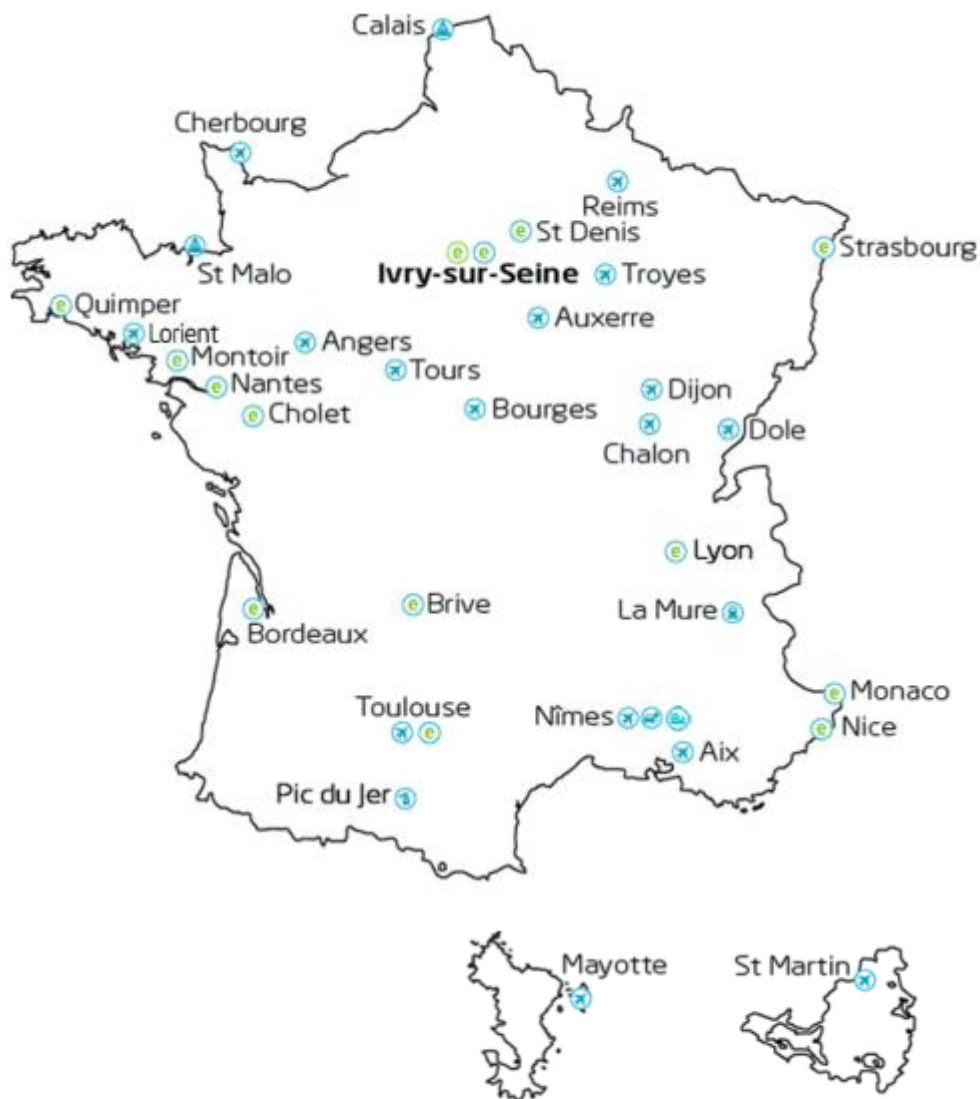 Calais
Cherbourg
Reims
St Denis
Strasbourg
St Malo
Ivry-sur-Seine
Troyes
Quimper
Auxerre
Lorient
Angers
Montoir
Tours
Nantes
Dijon
Cholet
Bourges
Dole
Chalon
Lyon
Brive
La Mure
Bordeaux
Monaco
Toulouse
Nîmes
Nice
Aix
Pic du Jer
Mayotte
St Martin